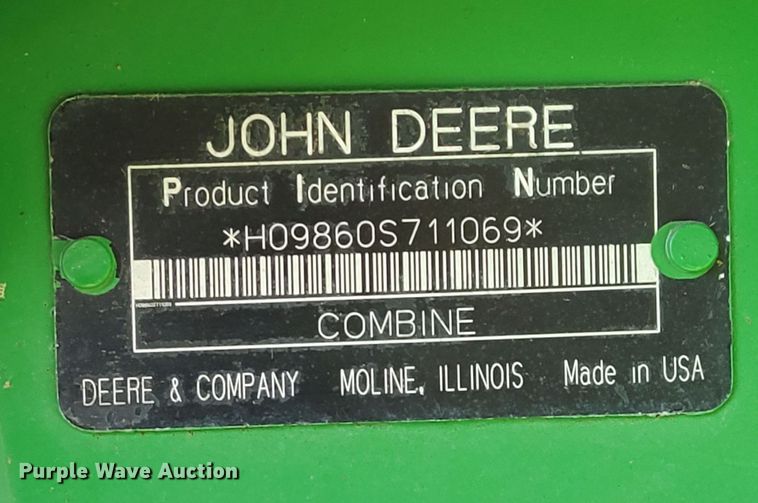 JOHN DEERE
Product Identification Number
*H09860S711069*
COMBINE
DEERE & COMPANY MOLINE, ILLINOIS Made in USA
Purple Wave Auction